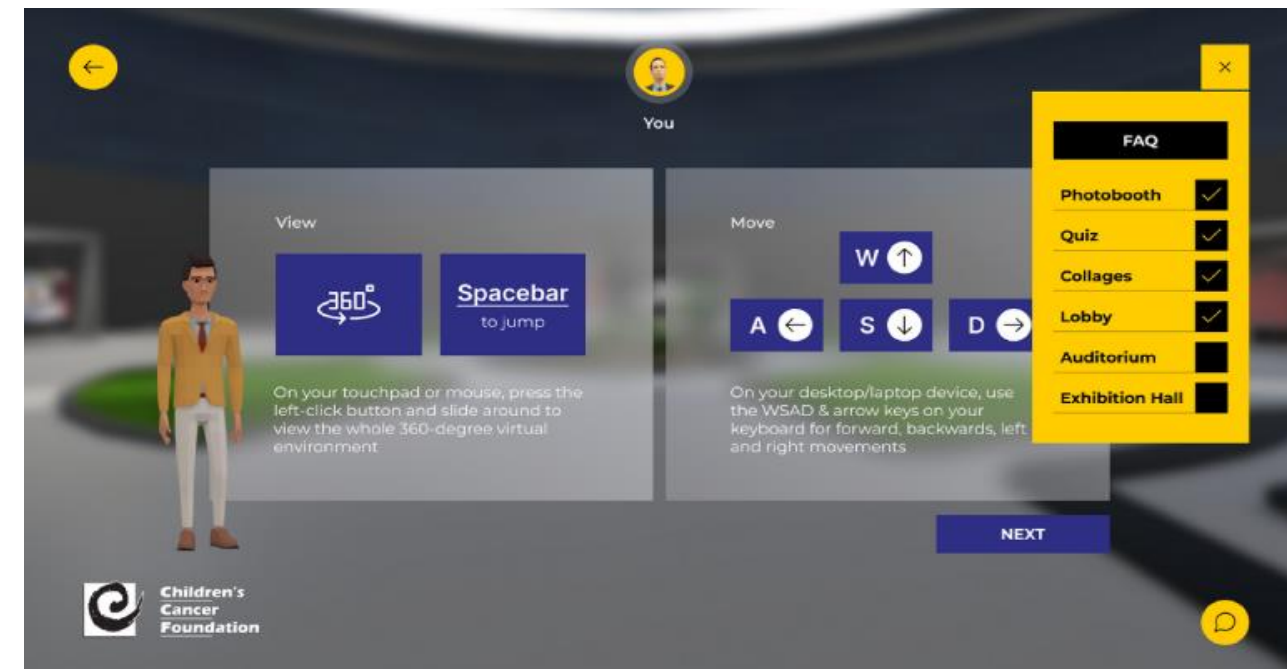 You
FAQ
Photobooth
Quiz
Collages
Lobby
Auditorium
Exhibition Hall
View
360°
Spacebar
to jump
On your touchpad or mouse, press the
left-click button and slide around to
view the whole 360-degree virtual
environment
Move
W
A
S
D
On your desktop/laptop device, use
the WSAD & arrow keys on your
keyboard for forward, backwards, left
and right movements
NEXT
Children's
Cancer
Foundation